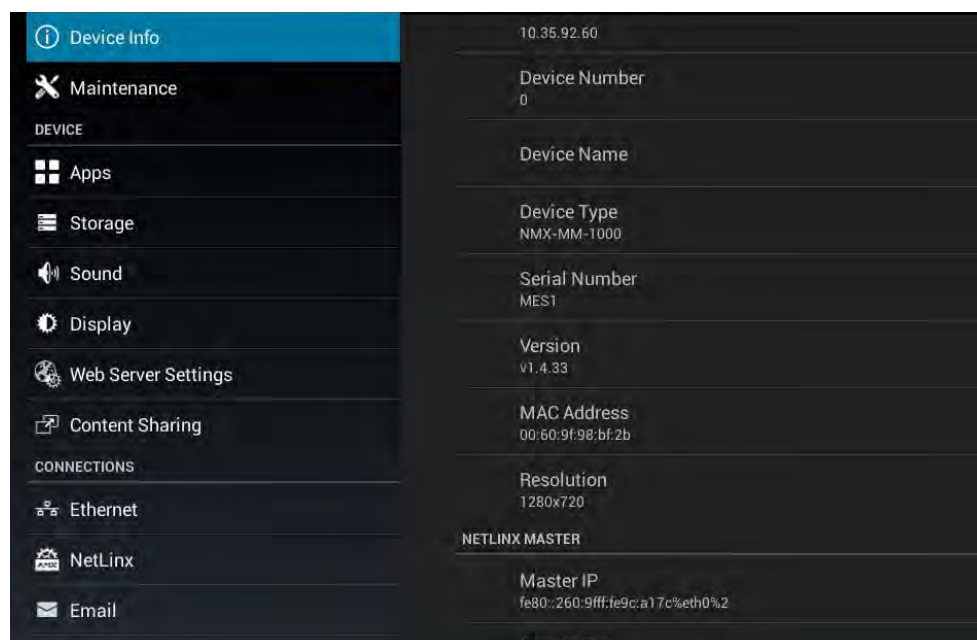 Device Info
Maintenance
DEVICE
Apps
Storage
Sound
Display
Web Server Settings
Content Sharing
CONNECTIONS
Ethernet
NetLinx
Email
10.35.92.60
Device Number
0
Device Name
Device Type
NMX-MM-1000
Serial Number
MES1
Version
v1.4.33
MAC Address
00:60:9f:98:bf:2b
Resolution
1280x720
NETLINX MASTER
Master IP
fe80::260:9fff:fe9c:a17c%eth0%2